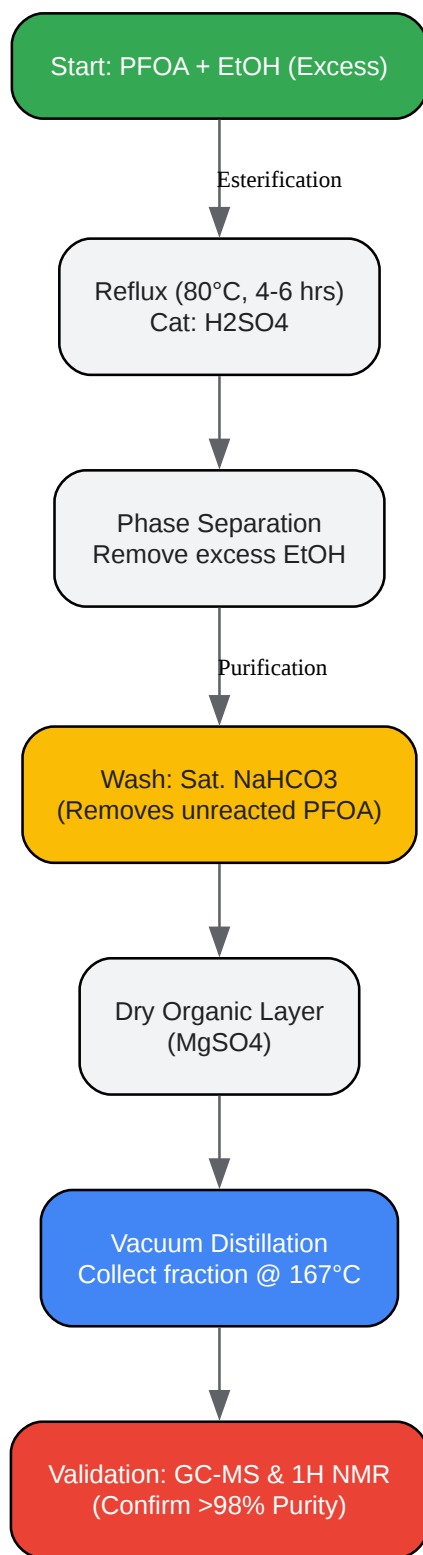 Start: PFOA + EtOH (Excess)
Esterification
Reflux (80°C, 4-6 hrs)
Cat: H2SO4
Phase Separation
Remove excess EtOH
Purification
Wash: Sat. NaHCO3
(Removes unreacted PFOA)
Dry Organic Layer
(MgSO4)
Vacuum Distillation
Collect fraction @ 167°C
Validation: GC-MS & 1H NMR
(Confirm >98% Purity)